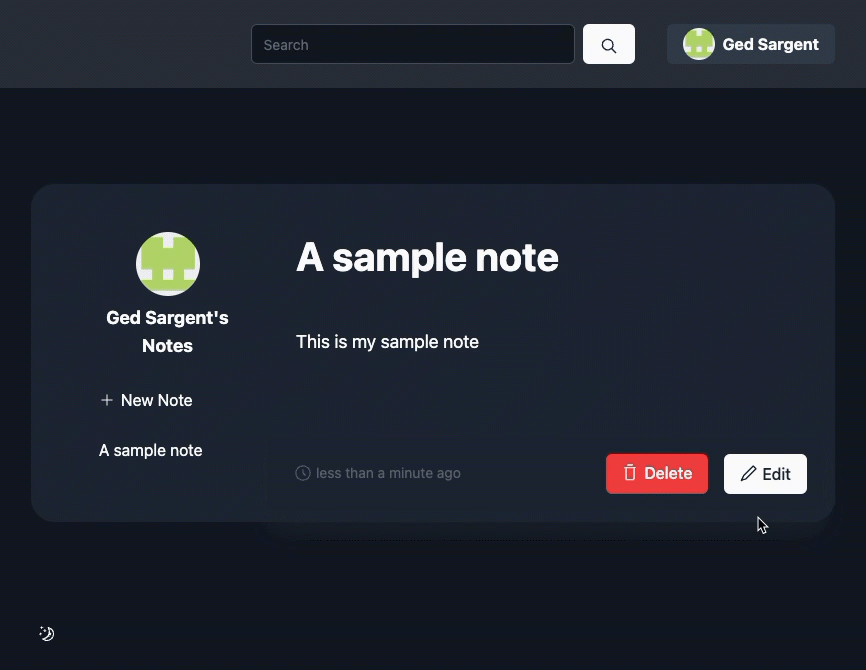 Search
Ged Sargent
Ged Sargent's
Notes
New Note
A sample note
A sample note
This is my sample note
less than a minute ago
Delete
Edit